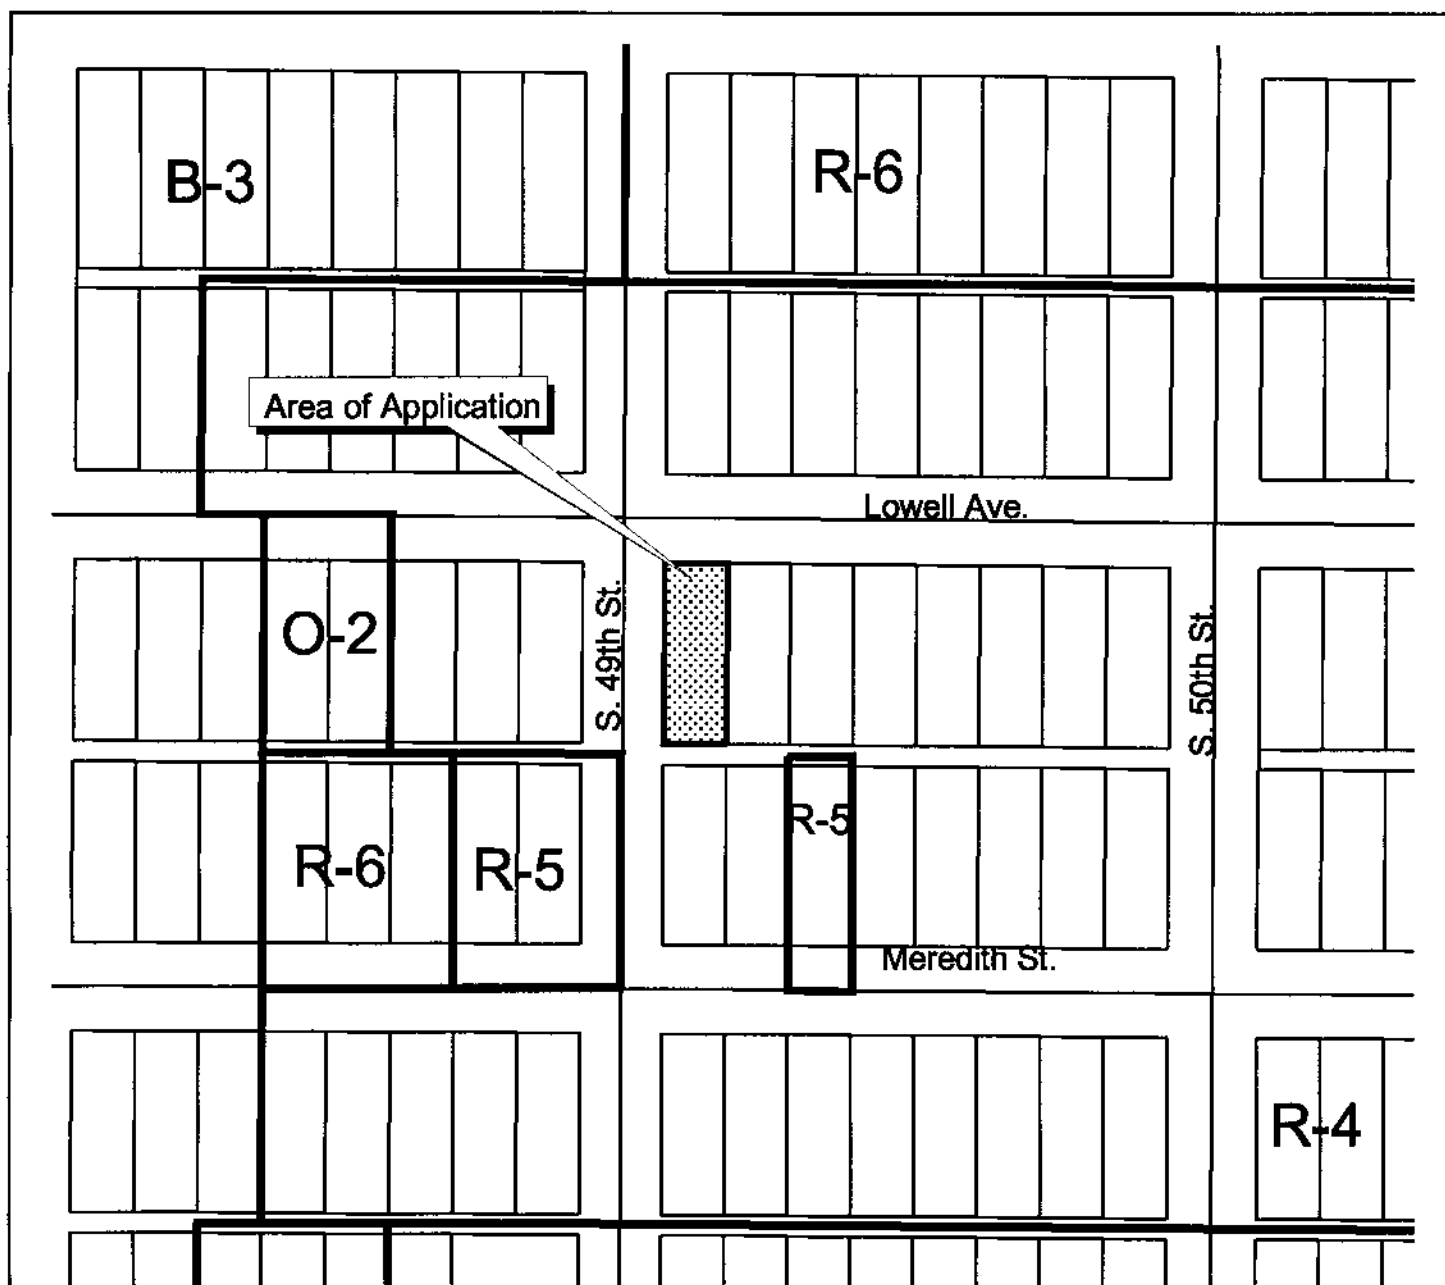 B-3
R-6
Area of Application
Lowell Ave.
O-2
S. 49th St.
S. 50th St.
R-5
R-6
R-5
Meredith St.
R-4